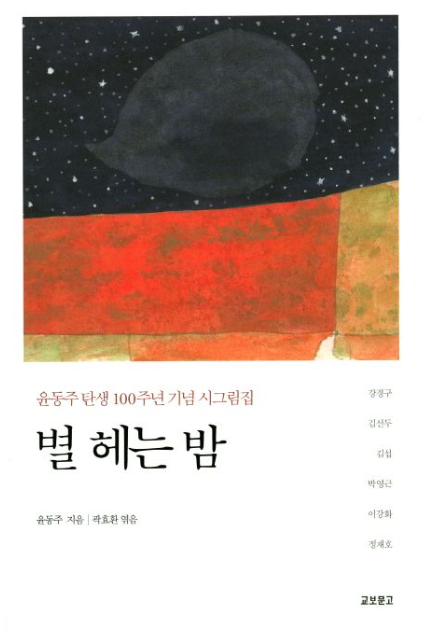 윤동주 탄생 100주년 기념 시그림집
별 헤는 밤
윤동주 지음 | 곽효환 엮음
강경구
김선두
김섭
박영근
이강화
정재호
교보문고